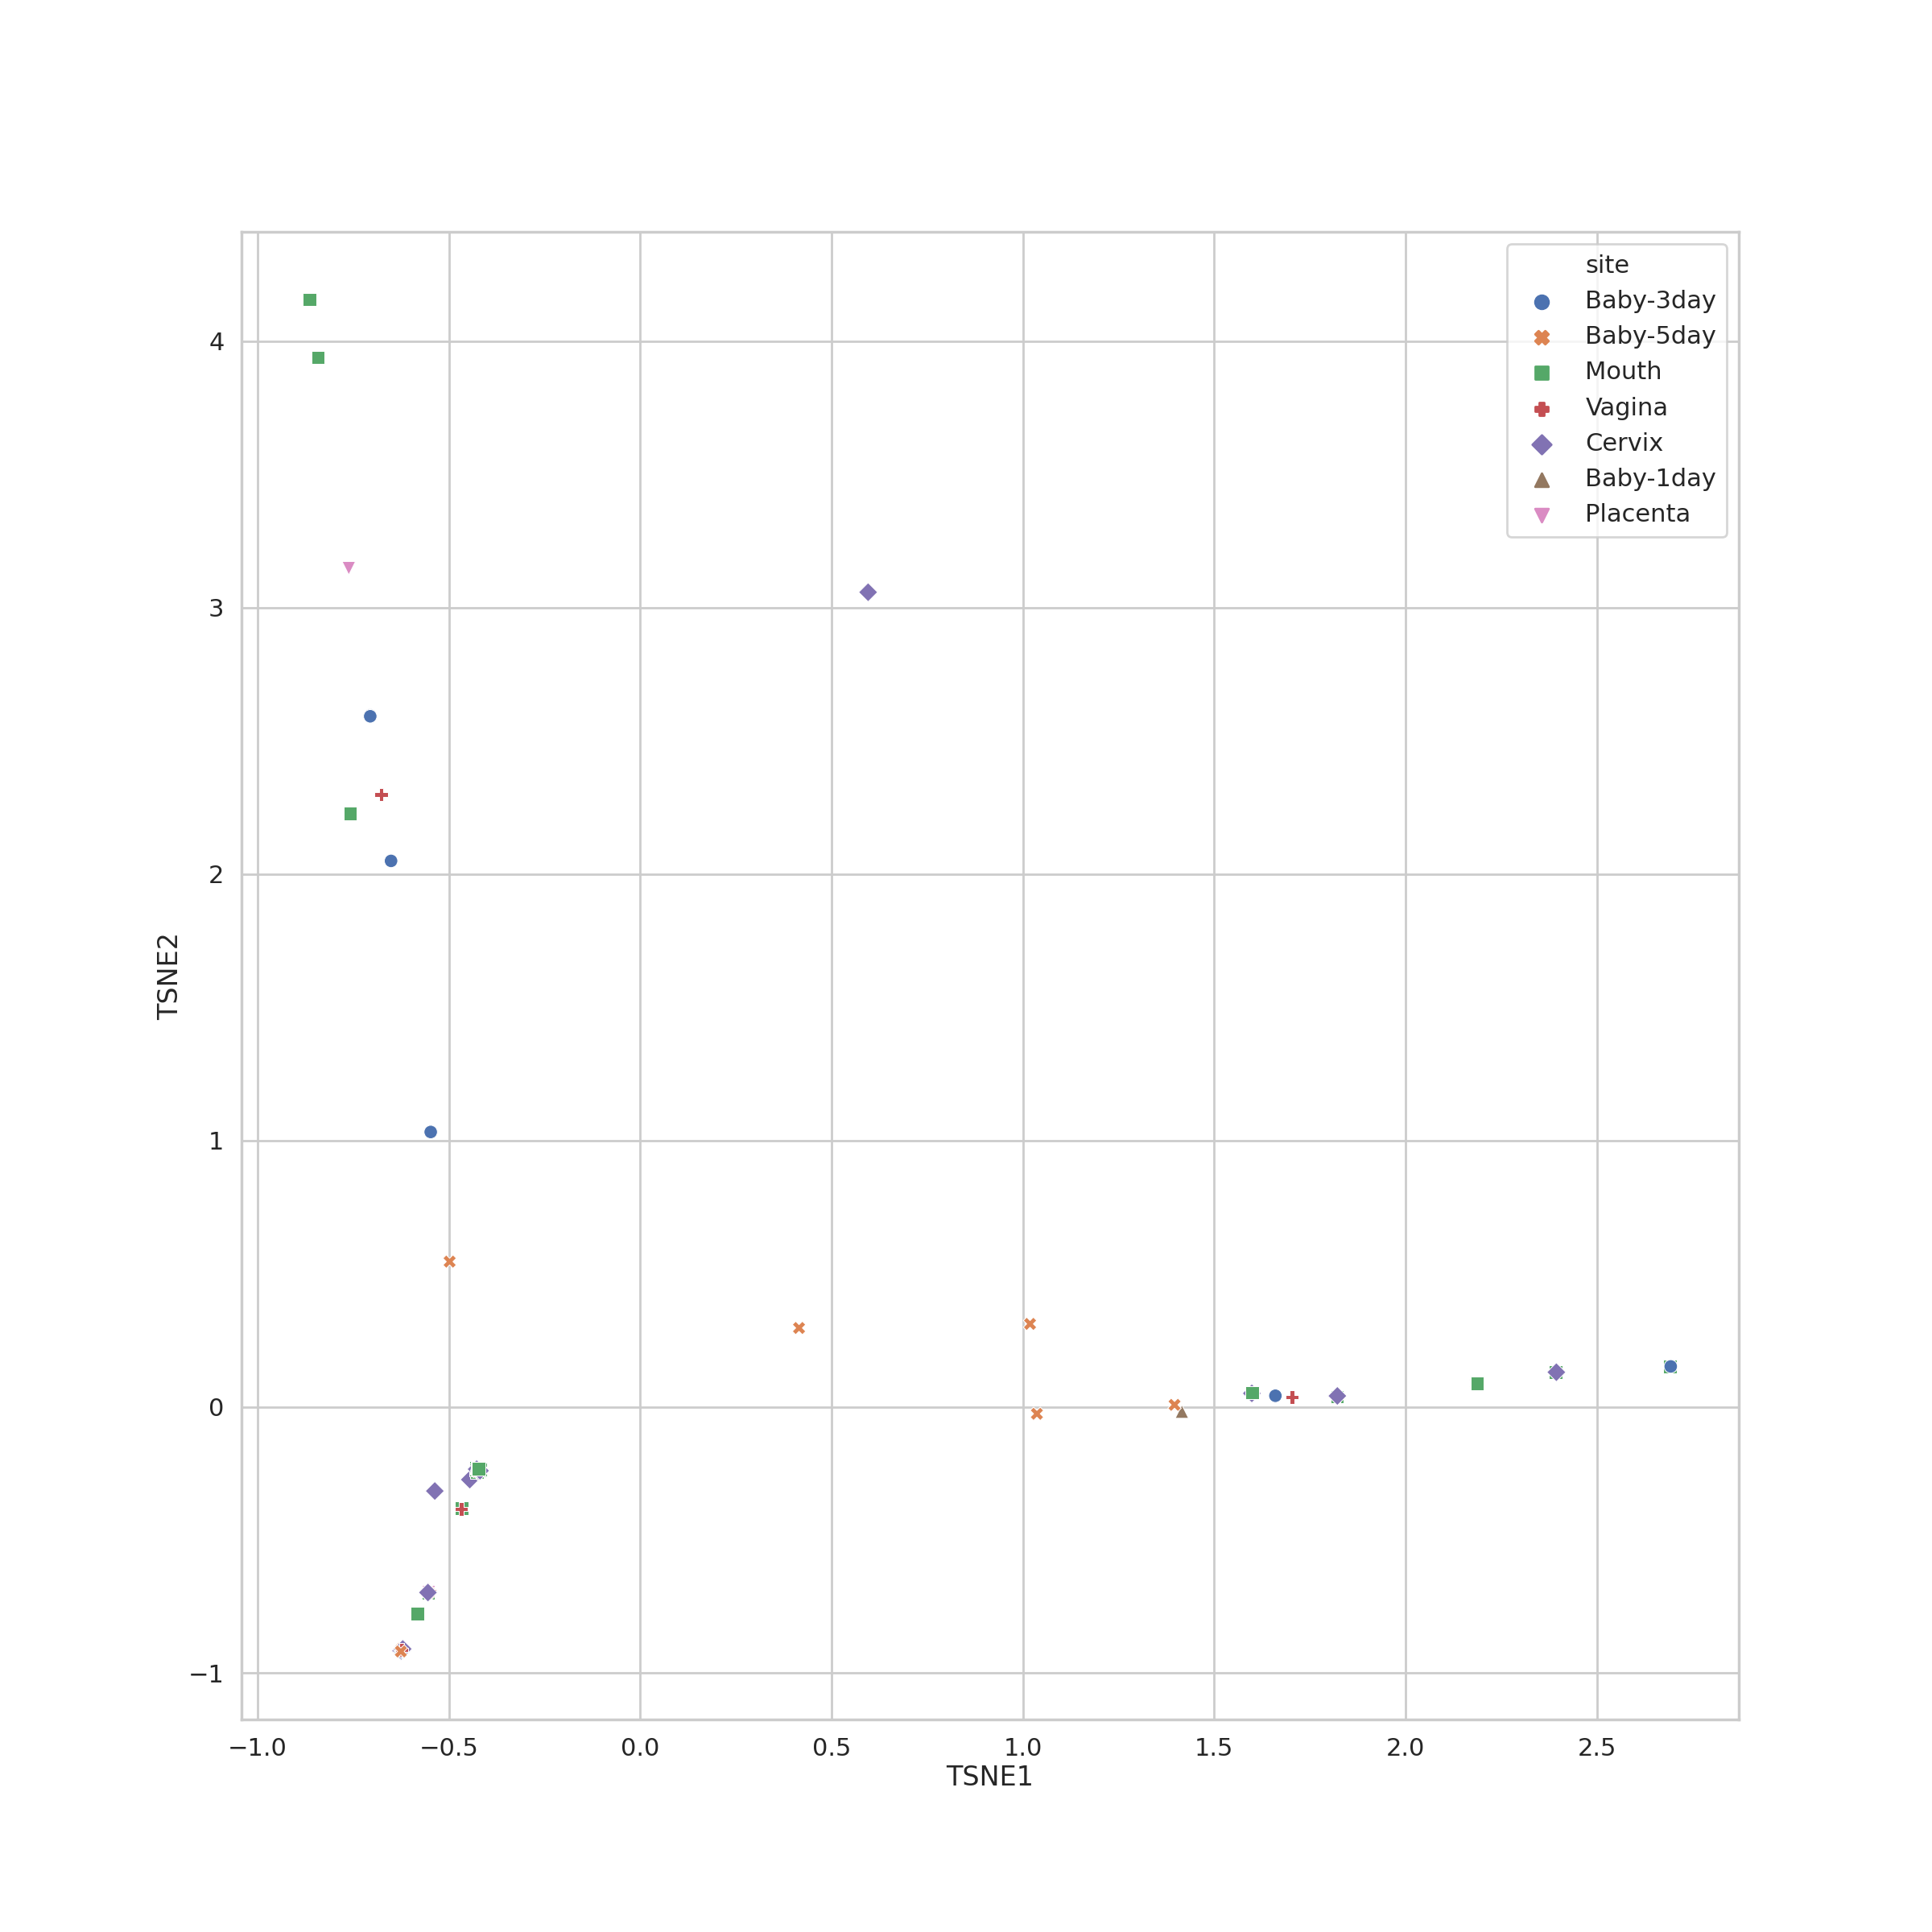 site
Baby-3day
Baby-5day
Mouth
Vagina
Cervix
Baby-1day
Placenta
4
3
2
1
0
−1
TSNE2
−1.0 −0.5 0.0 0.5 1.0 1.5 2.0 2.5
TSNE1